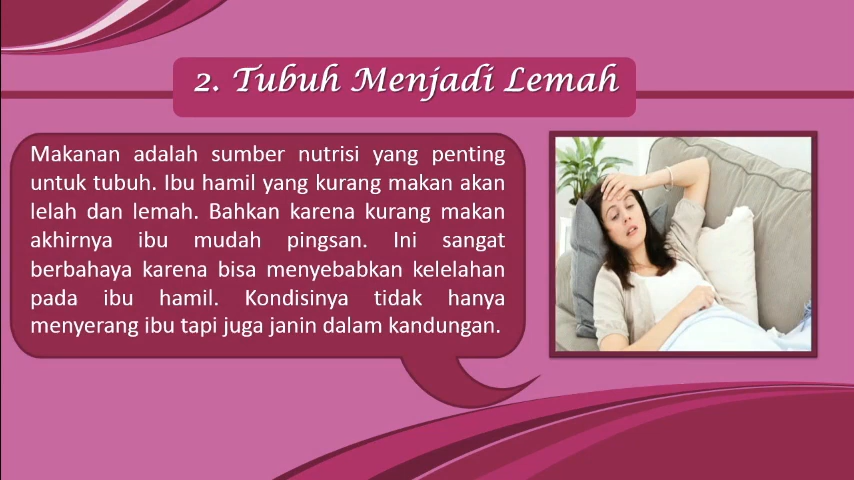 2. Tubuh Menjadi Lemah
Makanan adalah sumber nutrisi yang penting
untuk tubuh. Ibu hamil yang kurang makan akan
lelah dan lemah. Bahkan karena kurang makan
akhirnya ibu mudah pingsan. Ini sangat
berbahaya karena bisa menyebabkan kelelahan
pada ibu hamil. Kondisinya tidak hanya
menyerang ibu tapi juga janin dalam kandungan.